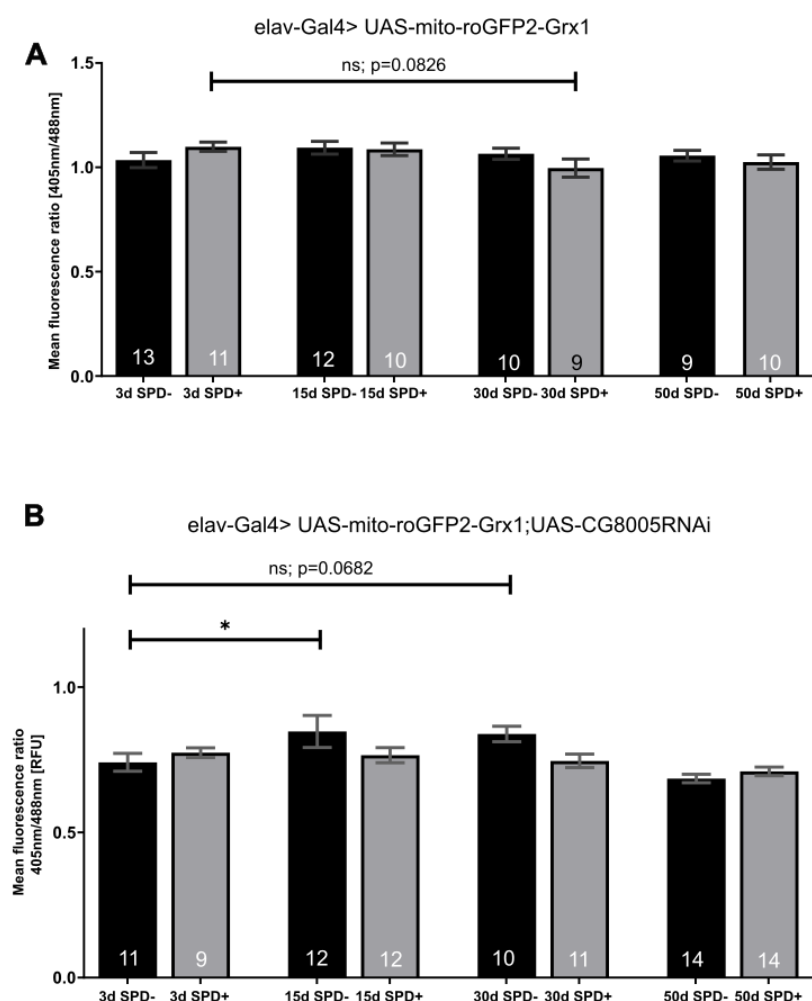 elav-Gal4> UAS-mito-roGFP2-Grx1
A
ns; p=0.0826
Mean fluorescence ratio [405nm/488nm]
1.5
1.0
0.5
0.0
13
11
12
10
10
9
9
10
3d SPD- 3d SPD+ 15d SPD- 15d SPD+ 30d SPD- 30d SPD+ 50d SPD- 50d SPD+
B
elav-Gal4> UAS-mito-roGFP2-Grx1;UAS-CG8005RNAi
ns; p=0.0682
*
Mean fluorescence ratio
405nm/488nm [RFU]
1.0
0.5
0.0
11
9
12
12
10
11
14
14
3d SPD- 3d SPD+ 15d SPD- 15d SPD+ 30d SPD- 30d SPD+ 50d SPD- 50d SPD+